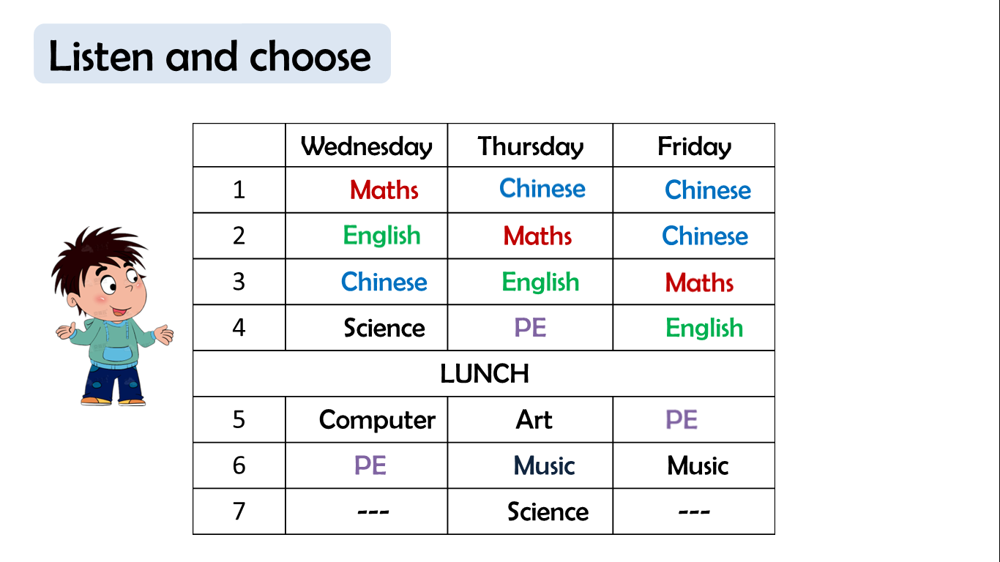 Listen and choose
Wednesday Thursday Friday
1 Maths Chinese Chinese
2 English Maths Chinese
3 Chinese English Maths
4 Science PE English
LUNCH
5 Computer Art PE
6 PE Music Music
7 --- Science ---